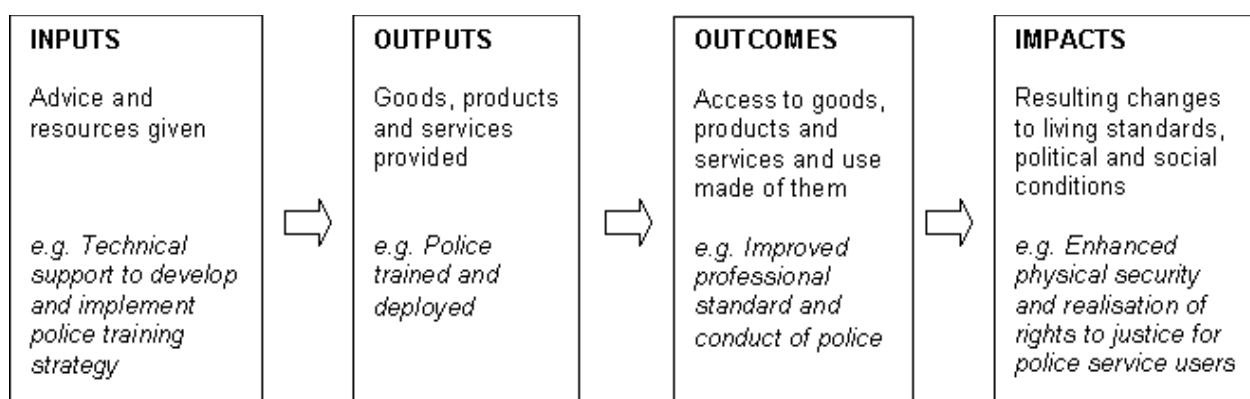 INPUTS
Advice and
resources given
e.g. Technical
support to develop
and implement
police training
strategy
OUTPUTS
Goods, products
and services
provided
e.g. Police
trained and
deployed
OUTCOMES
Access to goods,
products and
services and use
made of them
e.g. Improved
professional
standard and
conduct of police
IMPACTS
Resulting changes
to living standards,
political and social
conditions
e.g. Enhanced
physical security
and realisation of
rights to justice for
police service users